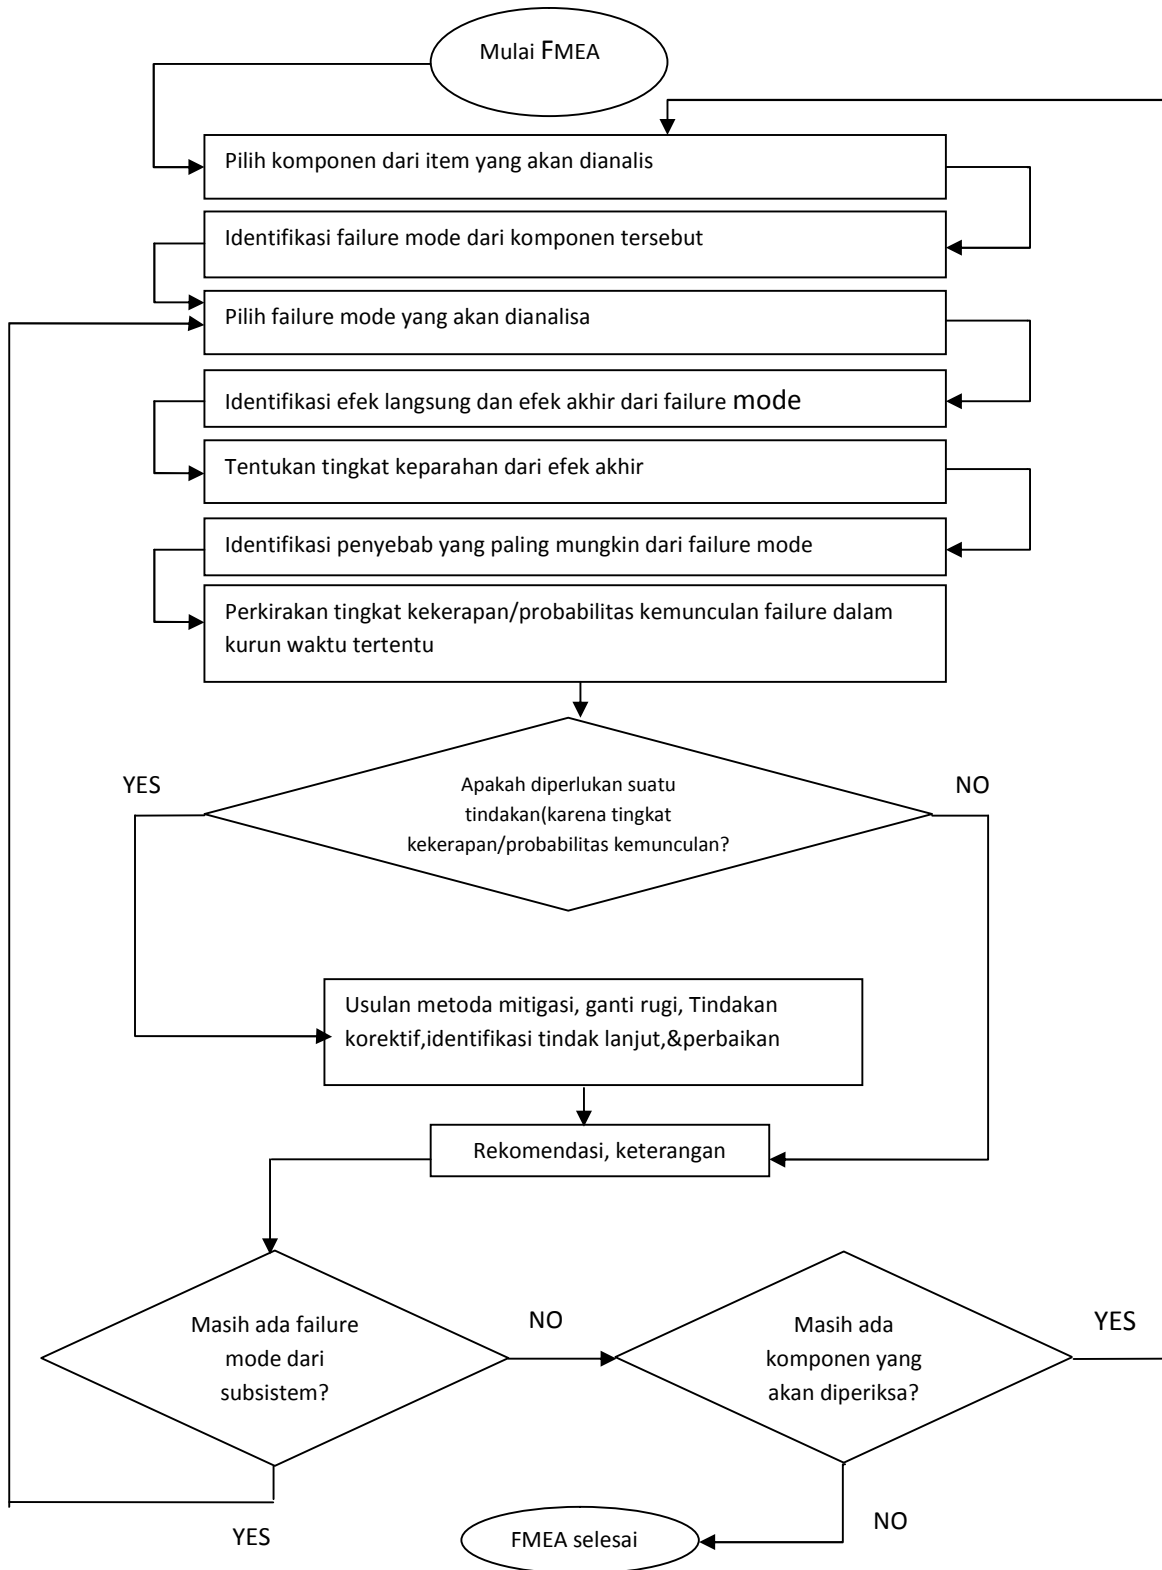 Mulai FMEA
Pilih komponen dari item yang akan dianalis
Identifikasi failure mode dari komponen tersebut
Pilih failure mode yang akan dianalisa
Identifikasi efek langsung dan efek akhir dari failure mode
Tentukan tingkat keparahan dari efek akhir
Identifikasi penyebab yang paling mungkin dari failure mode
Perkirakan tingkat kekerapan/probabilitas kemunculan failure dalam
kurun waktu tertentu
YES
Apakah diperlukan suatu
tindakan(karena tingkat
kekerapan/probabilitas kemunculan?
NO
Usulan metoda mitigasi, ganti rugi, Tindakan
korektif,identifikasi tindak lanjut,&perbaikan
Rekomendasi, keterangan
Masih ada failure
mode dari
subsistem?
NO
Masih ada
komponen yang
akan diperiksa?
YES
YES
FMEA selesai
NO